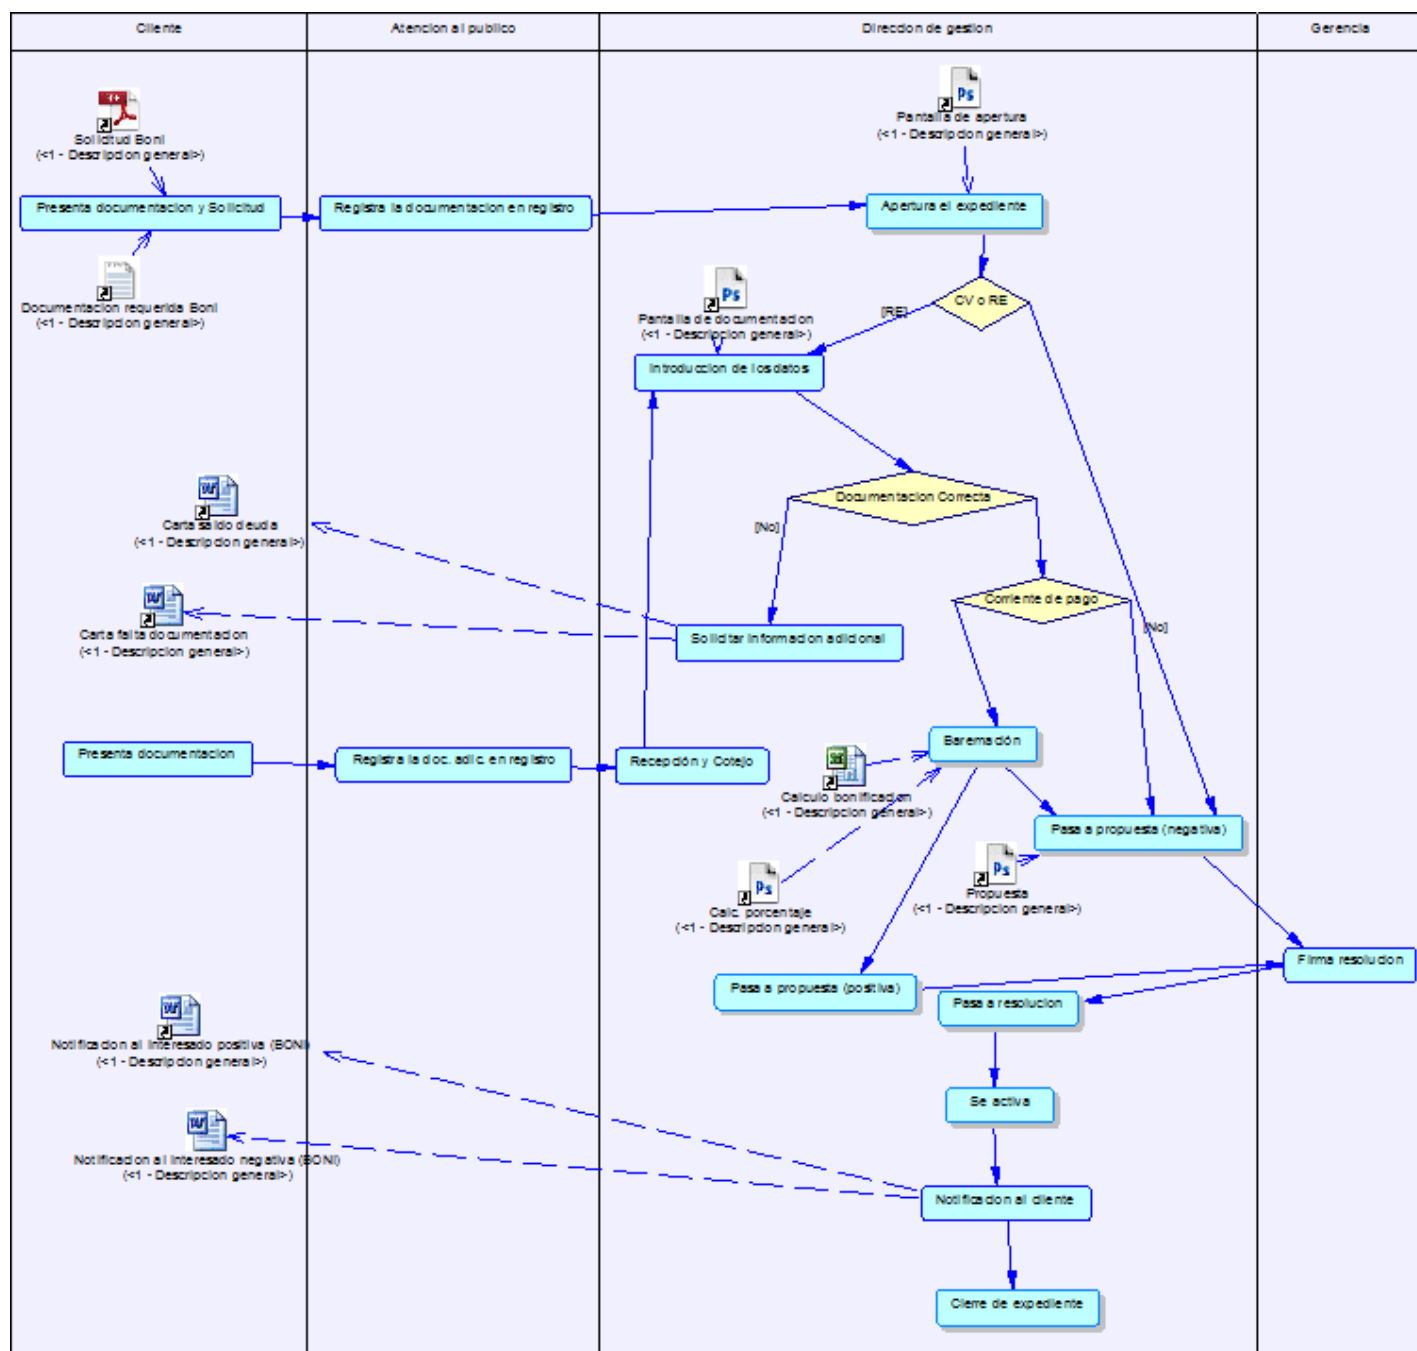 Cliente
Atencion al publico
Direccion de gestion
Gerencia
Solicitud Boni
(<1 - Descripcion general>)
Pantalla de apertura
(<1 - Descripcion general>)
Presenta documentacion y Solicitud
Registra la documentacion en registro
Apertura el expediente
Documentacion requerida Boni
(<1 - Descripcion general>)
CV o RE
[RE]
Pantalla de documentacion
(<1 - Descripcion general>)
Introduccion de los datos
Documentacion Correcta
[No]
Carta saldo deuda
(<1 - Descripcion general>)
Corriente de pago
[No]
Carta falta documentacion
(<1 - Descripcion general>)
Solicitar informacion adicional
Presenta documentacion
Registra la doc. adic. en registro
Recepción y Cotejo
Baremación
Calculo bonificacion
(<1 - Descripcion general>)
Pasa a propuesta (negativa)
Ps
Propuesta
(<1 - Descripcion general>)
Ps
Calc. porcentaje
(<1 - Descripcion general>)
Firma resolucion
Pasa a propuesta (positiva)
Pasa a resolucion
Notificacion al interesado positiva (BONI)
(<1 - Descripcion general>)
Se activa
Notificacion al interesado negativa (BONI)
(<1 - Descripcion general>)
Notificacion al cliente
Cierre de expediente